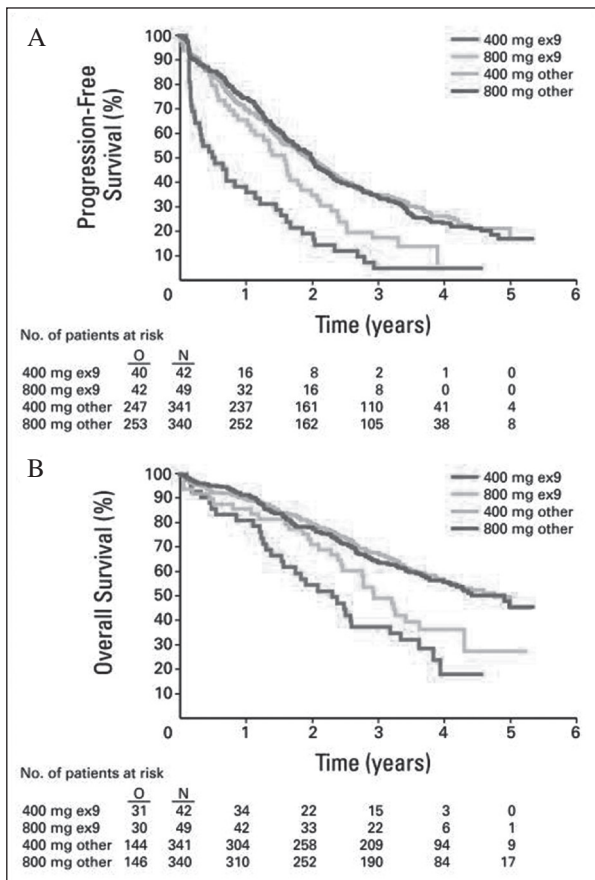 A
Progression-Free
Survival (%)
100
90
80
70
60
50
40
30
20
10
400 mg ex9
800 mg ex9
400 mg other
800 mg other
0 1 2 3 4 5 6
Time (years)
No. of patients at risk
O N
400 mg ex9 40 42 16 8 2 1 0
800 mg ex9 42 49 32 16 8 0 0
400 mg other 247 341 237 161 110 41 4
800 mg other 253 340 252 162 105 38 8
B
Overall Survival (%)
100
90
80
70
60
50
40
30
20
10
400 mg ex9
800 mg ex9
400 mg other
800 mg other
0 1 2 3 4 5 6
Time (years)
No. of patients at risk
O N
400 mg ex9 31 42 34 22 15 3 0
800 mg ex9 30 49 42 33 22 6 1
400 mg other 144 341 304 258 209 94 9
800 mg other 146 340 310 252 190 84 17